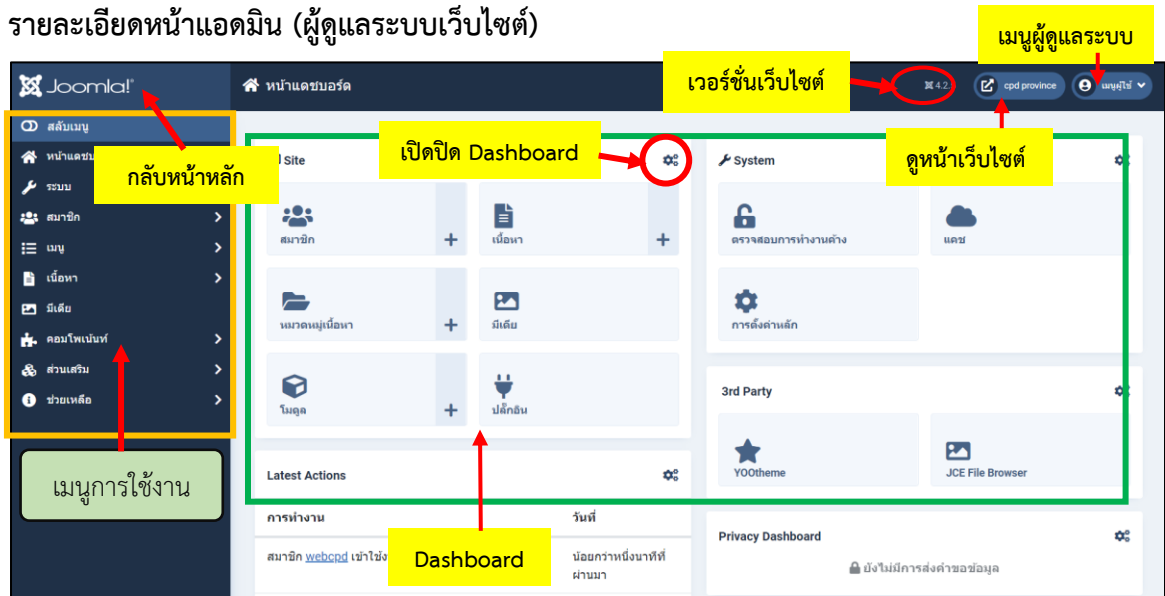 รายละเอียดหน้าแอดมิน (ผู้ดูแลระบบเว็บไซต์)
เมนูผู้ดูแลระบบ
Joomla!
หน้าแดชบอร์ด
เวอร์ชั่นเว็บไซต์
4.2.
cpd province
เมนูผู้ใช้
สลับเมนู
หน้าแดชบ
ระบบ
สมาชิก
เมนู
เนื้อหา
มีเดีย
คอมโพเน้นท์
ส่วนเสริม
ช่วยเหลือ
กลับหน้าหลัก
เมนูการใช้งาน
Site
เปิดปิด Dashboard
สมาชิก
เนื้อหา
หมวดหมู่เนื้อหา
มีเดีย
โมดูล
ปลั๊กอิน
System
ดูหน้าเว็บไซต์
ตรวจสอบการทำงานค้าง
แคช
การตั้งค่าหลัก
3rd Party
YOOtheme
JCE File Browser
Latest Actions
การทำงาน
วันที่
สมาชิก webcpd เข้าใช้ง
น้อยกว่าหนึ่งนาทีที่
ผ่านมา
Dashboard
Privacy Dashboard
ยังไม่มีการส่งคำขอข้อมูล